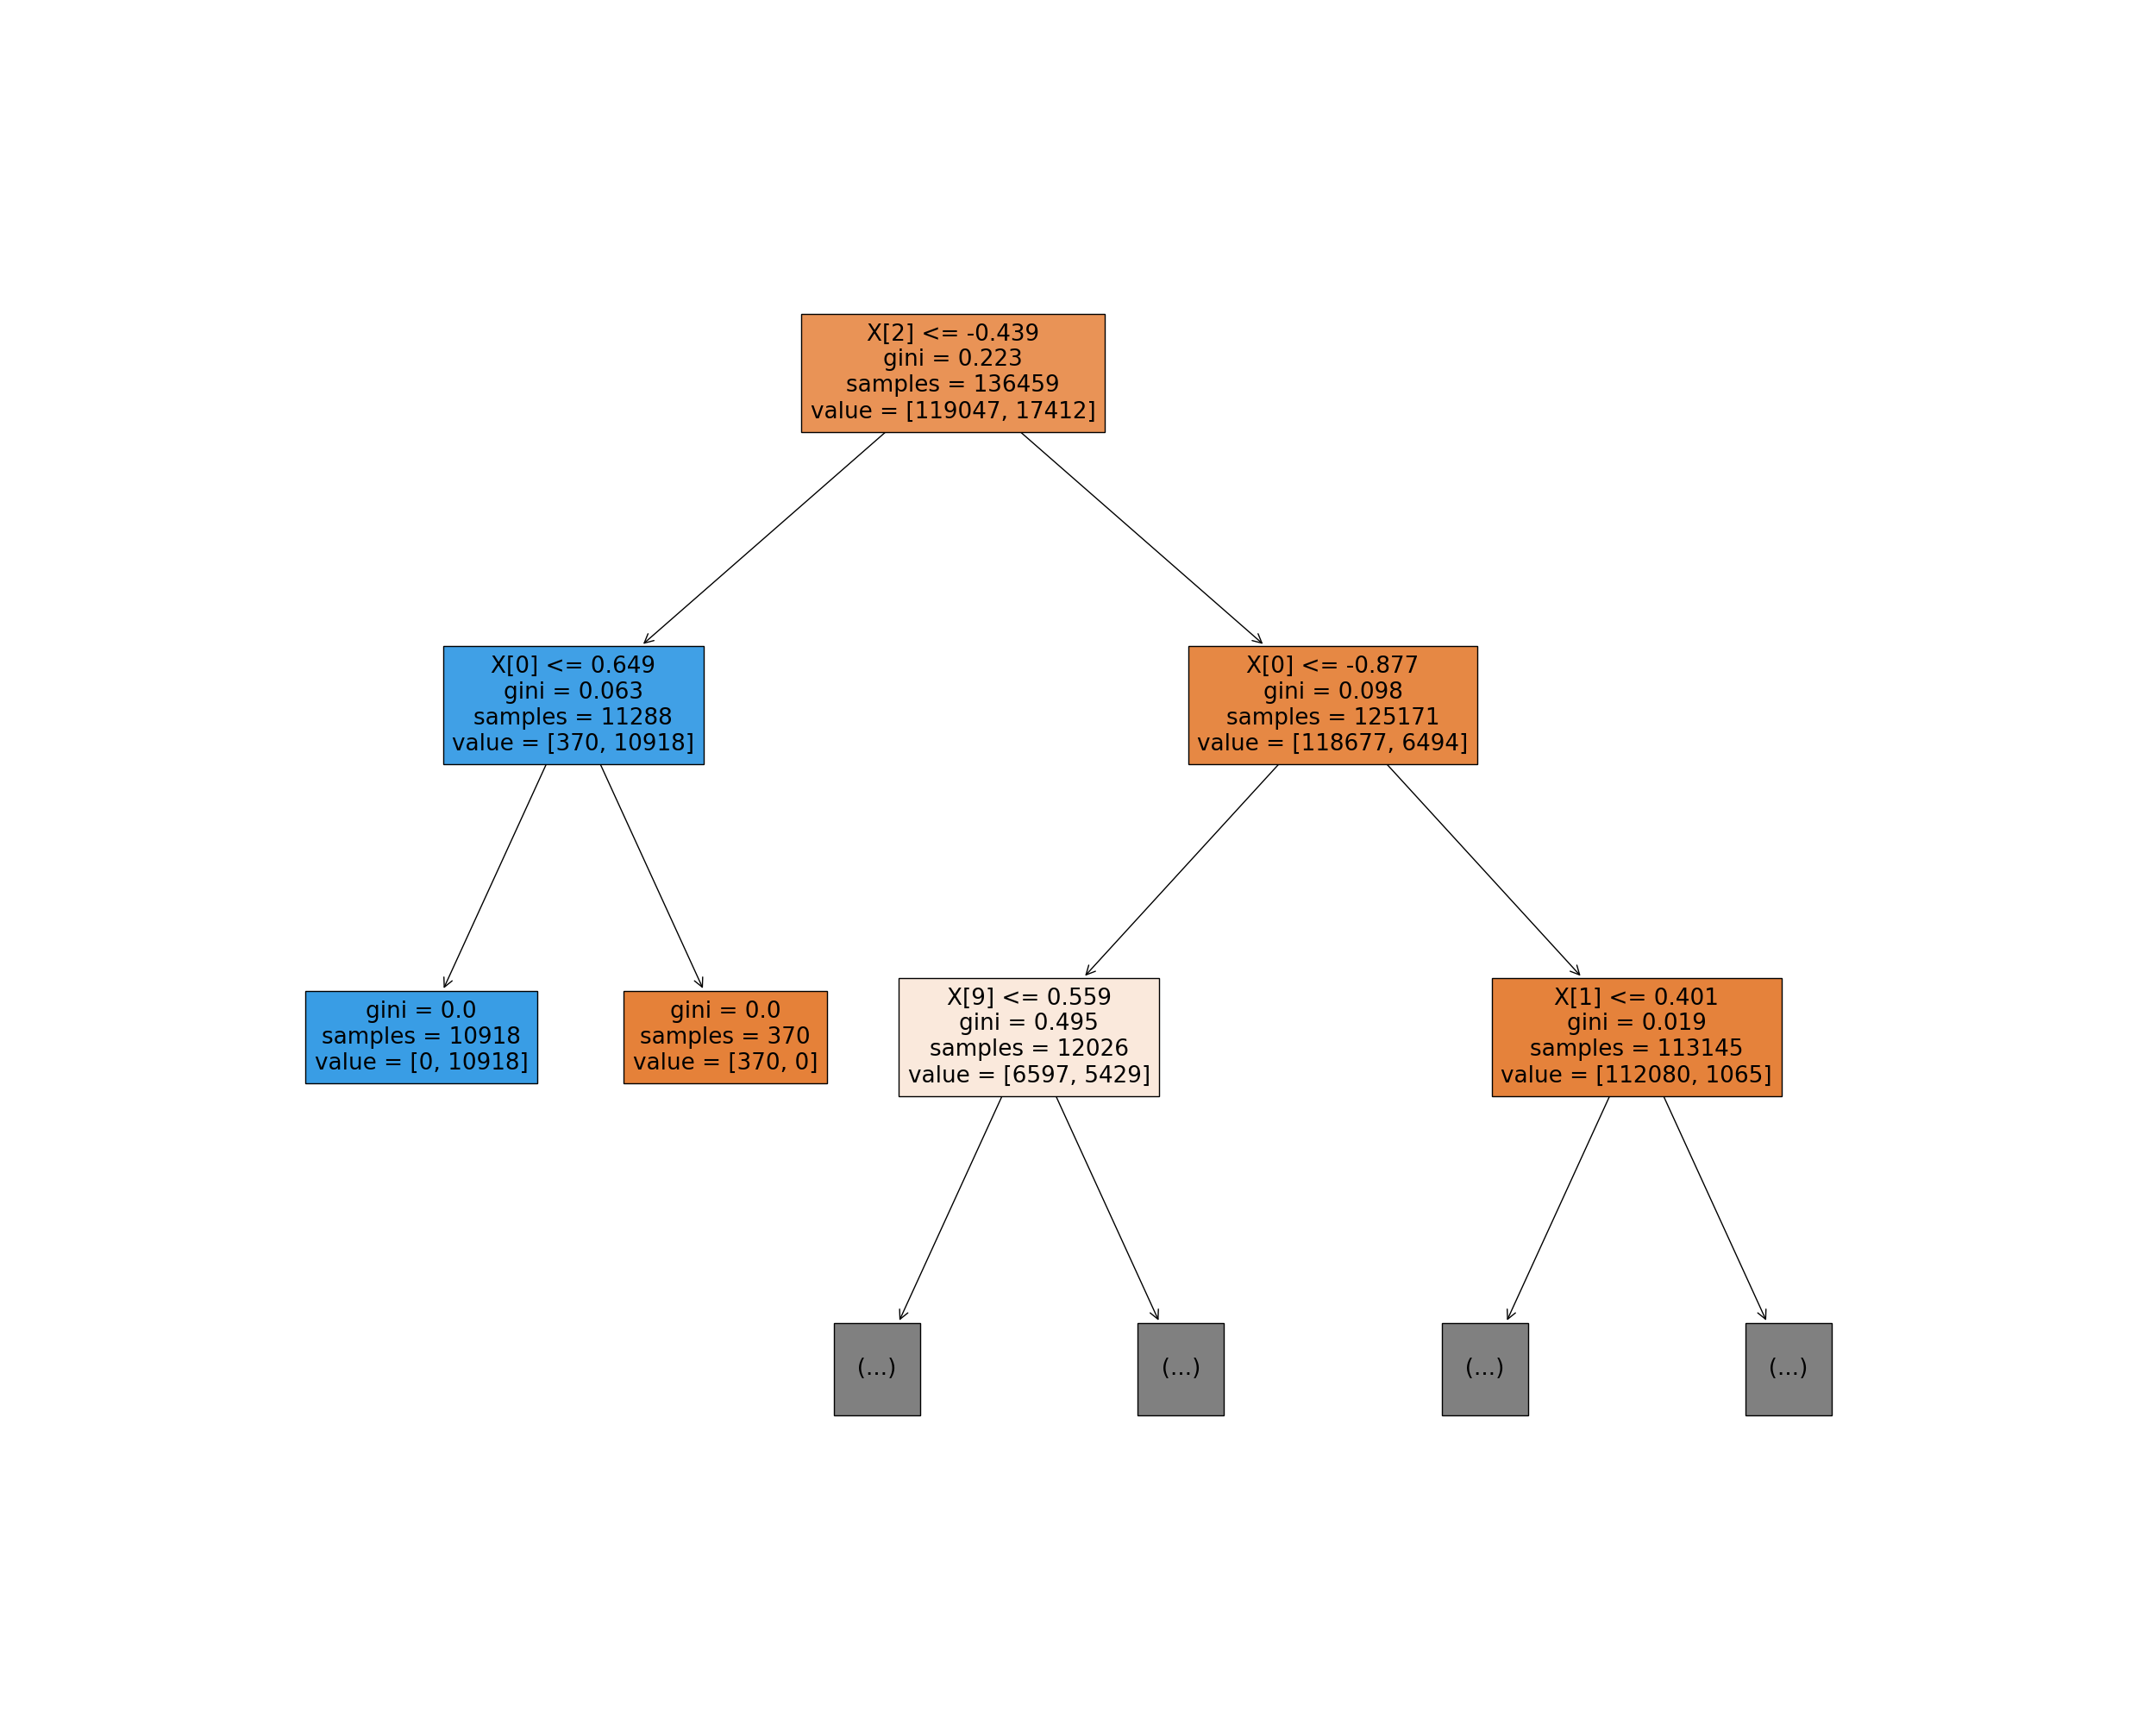 X[2] <= -0.439
gini = 0.223
samples = 136459
value = [119047, 17412]
X[0] <= 0.649
gini = 0.063
samples = 11288
value = [370, 10918]
X[0] <= -0.877
gini = 0.098
samples = 125171
value = [118677, 6494]
gini = 0.0
samples = 10918
value = [0, 10918]
gini = 0.0
samples = 370
value = [370, 0]
X[9] <= 0.559
gini = 0.495
samples = 12026
value = [6597, 5429]
X[1] <= 0.401
gini = 0.019
samples = 113145
value = [112080, 1065]
(...)
(...)
(...)
(...)